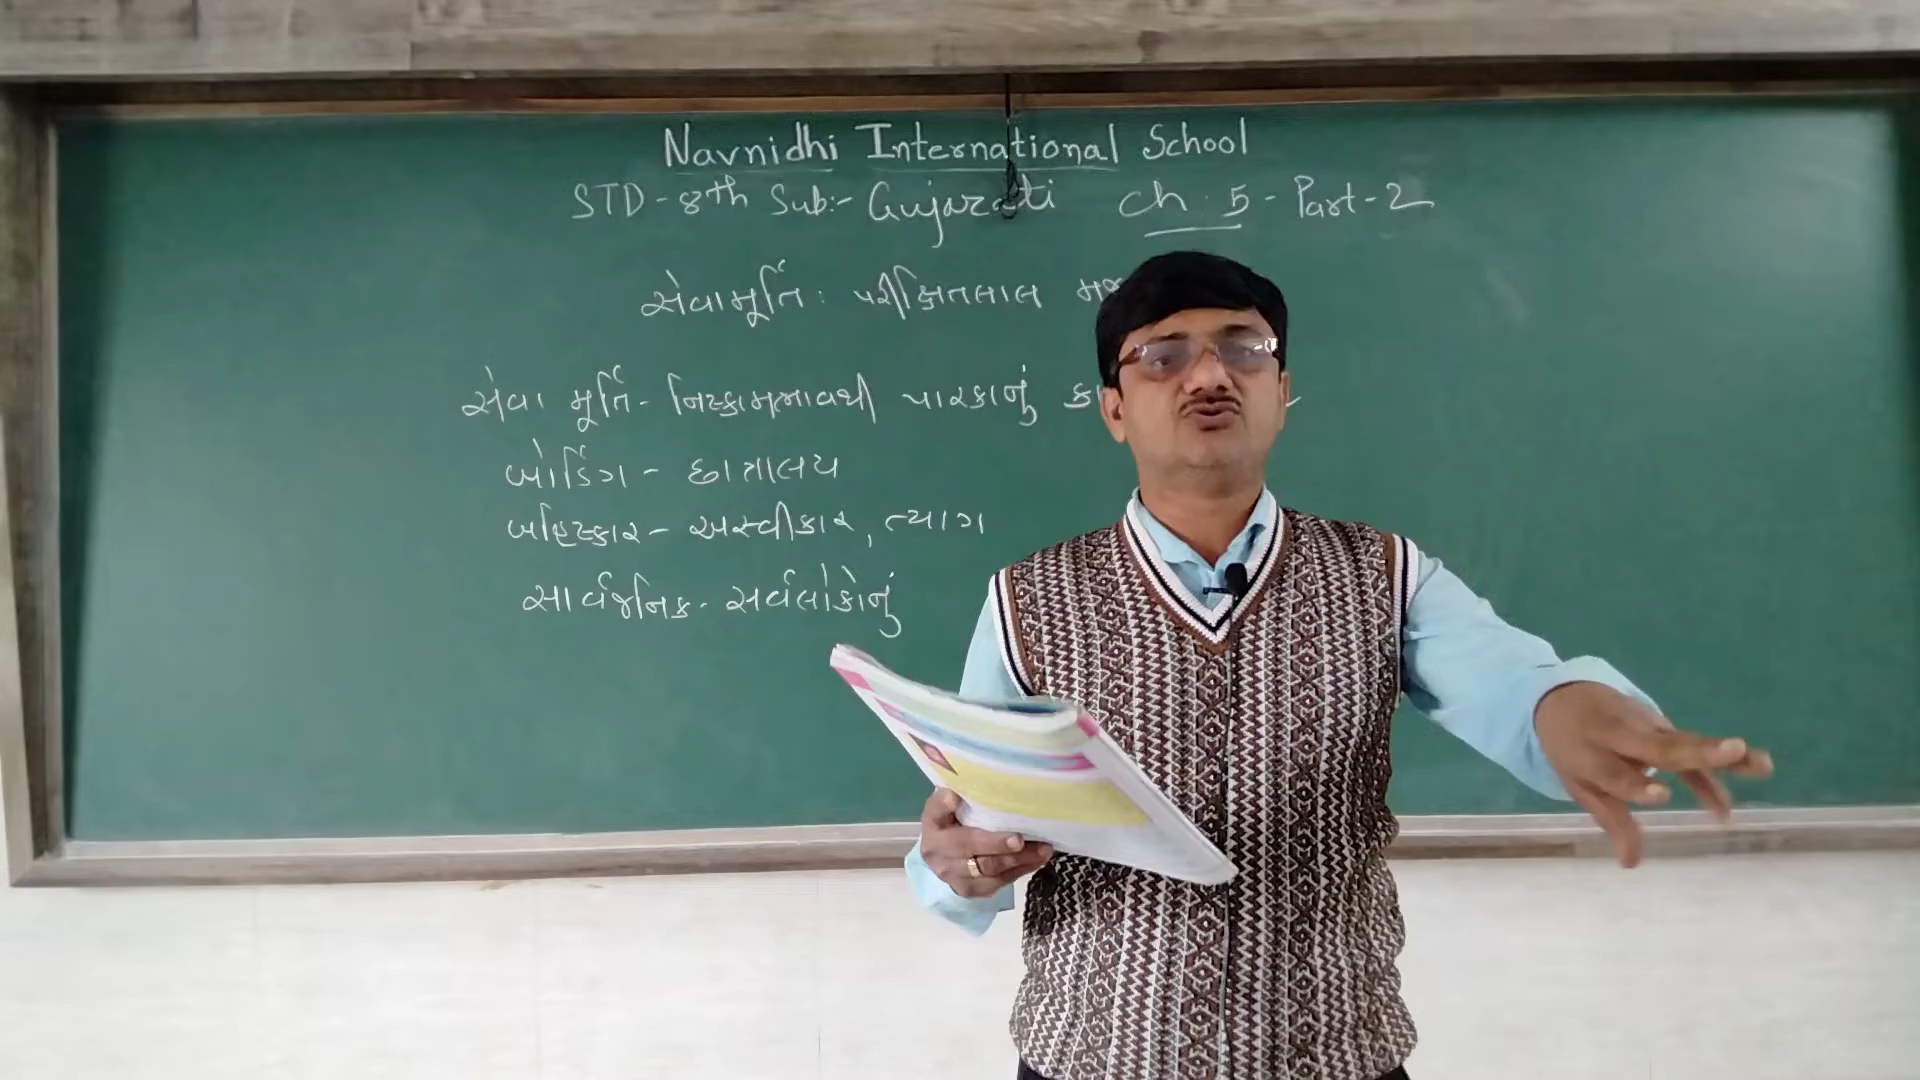 Navnidhi International School
STD - 8th Sub:- Gujarati Ch. 5 - Part - 2
સેવામૂર્તિ : પરીક્ષિતલાલ
સેવા મૂર્તિ - નિષ્કામભાવથી પારકાનું
બોર્ડિંગ - છાત્રાલય
બહિષ્કાર - અસ્વીકાર, ત્યાગ
સાર્વજનિક - સર્વલોકોનું